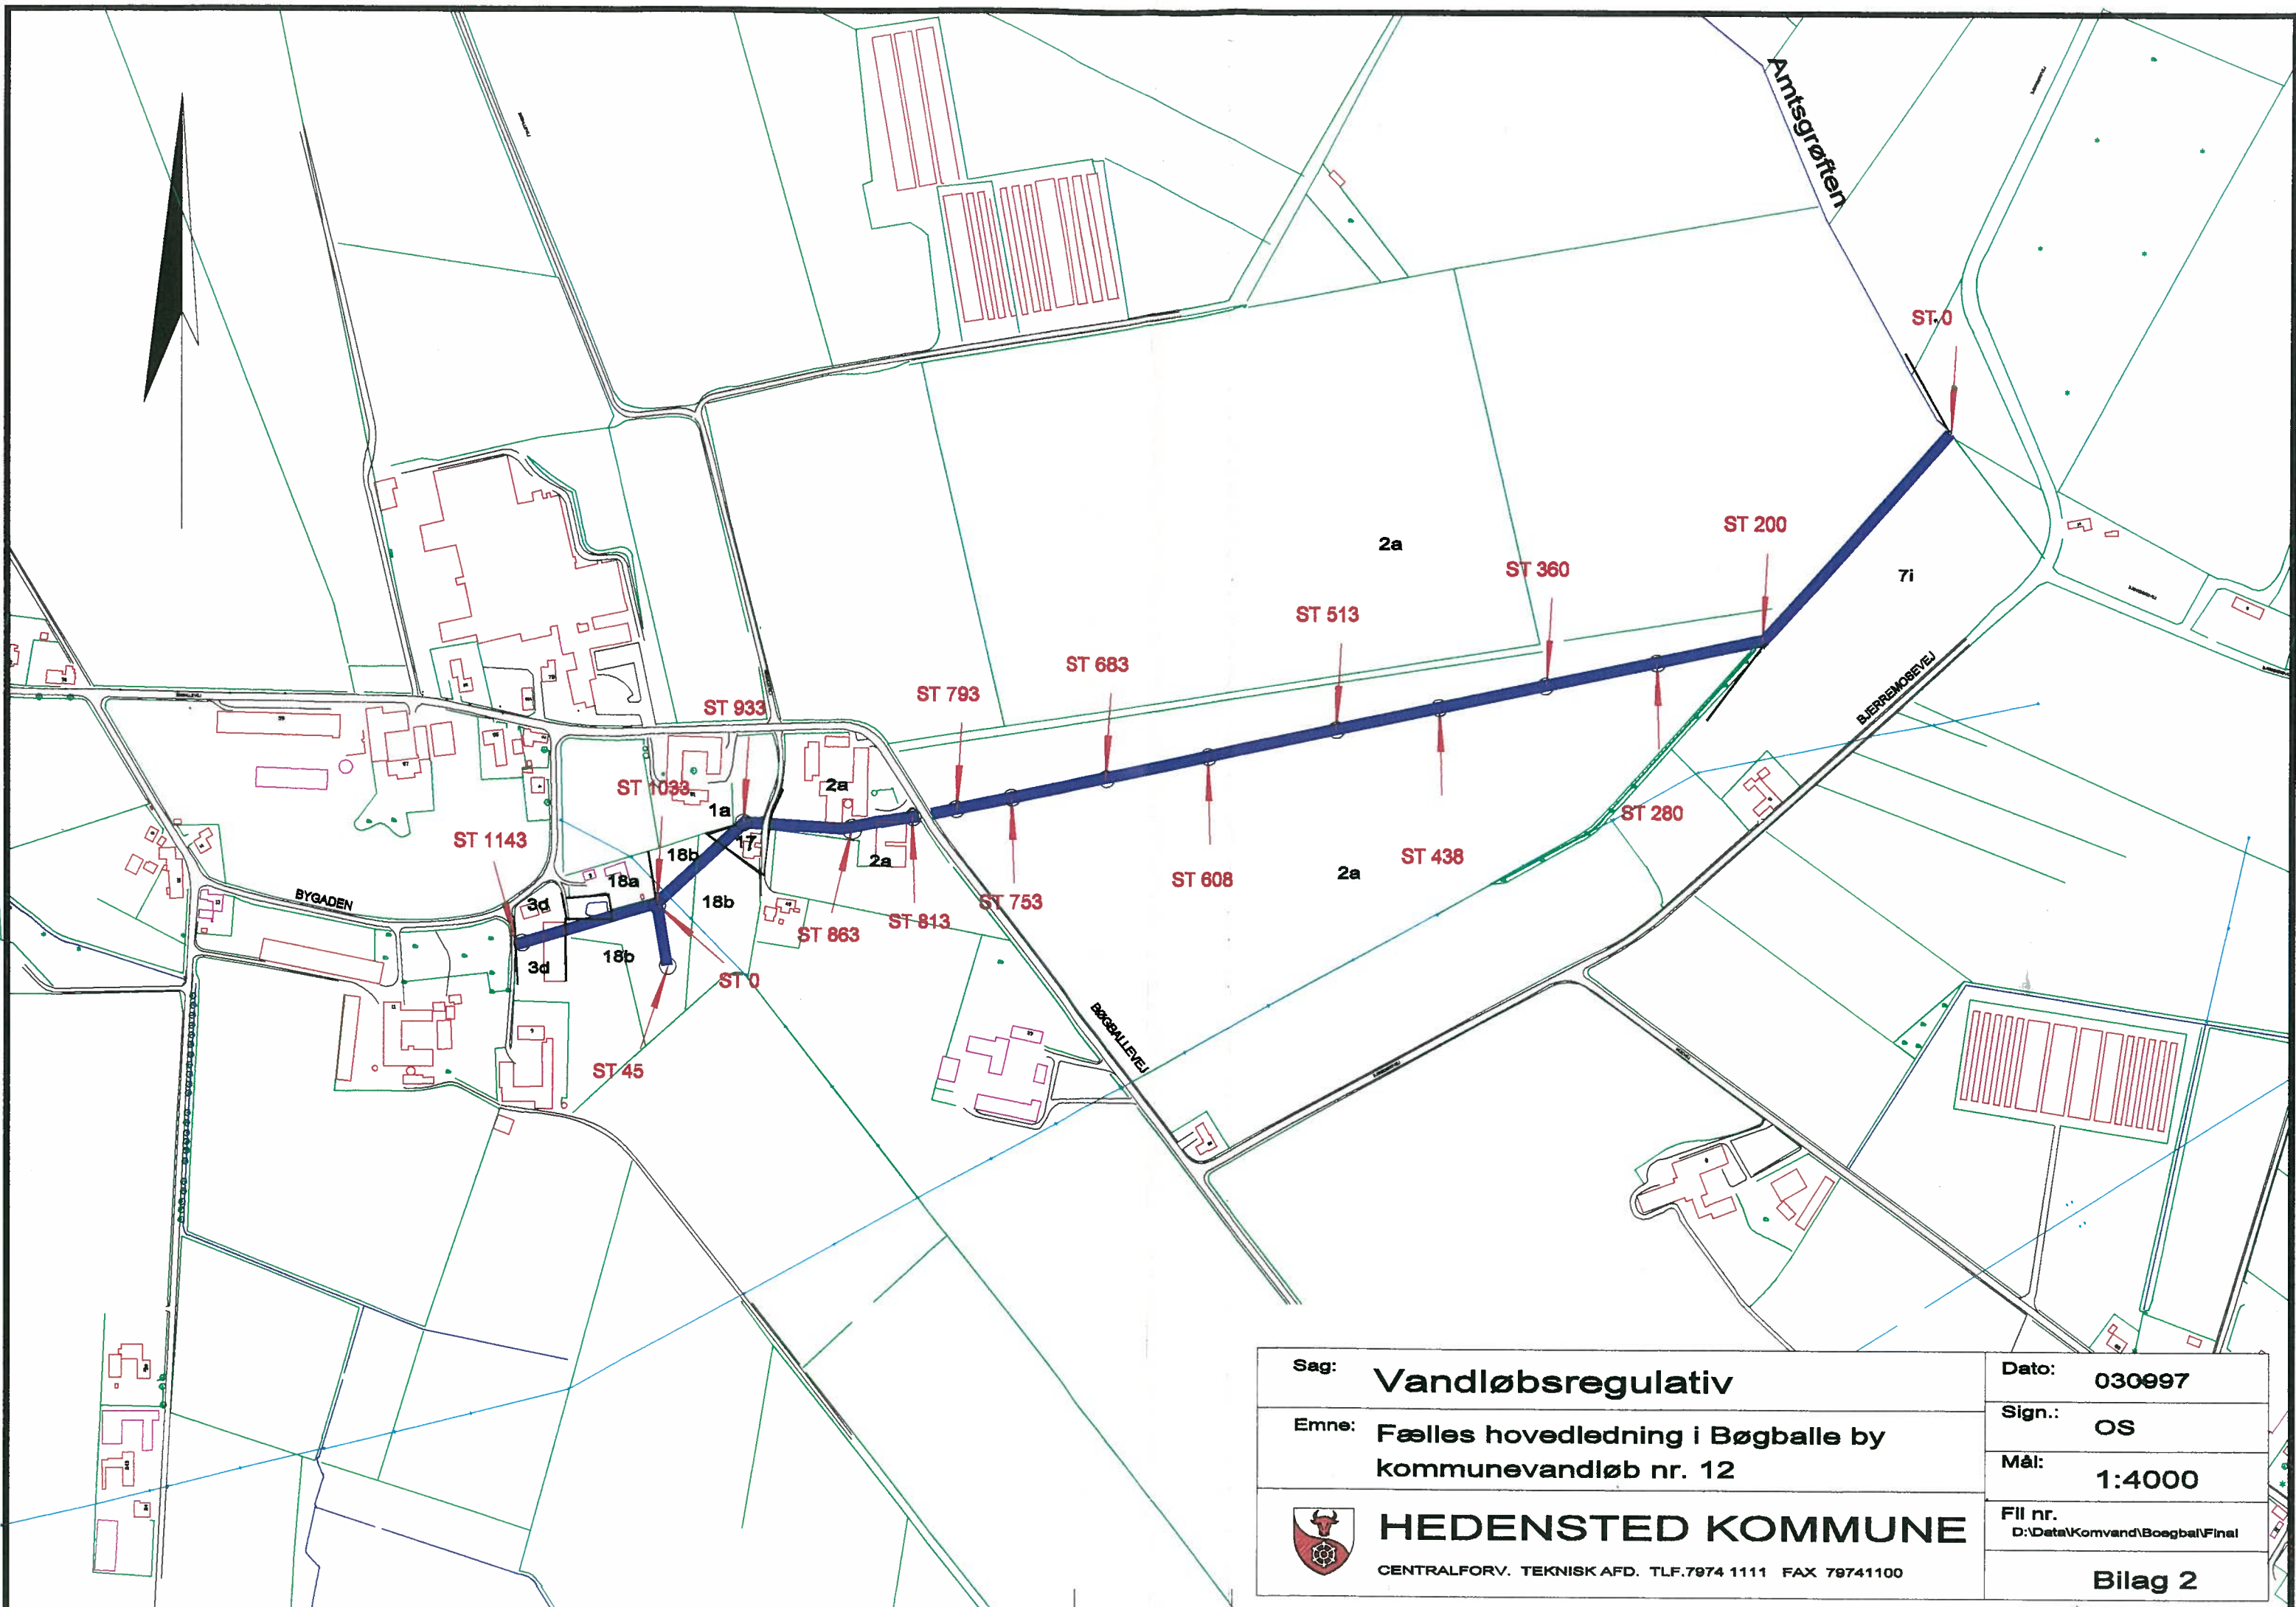 Amtsgrøften
ST 0
ST 200
2a
ST 360
7i
ST 513
ST 683
ST 793
ST 933
BJERREMOSEVEJ
ST 1033
2a
1a
ST 280
17
ST 1143
18b
2a
ST 438
18a
2a
ST 608
BYGADEN
3d
18b
ST 753
ST 813
ST 863
18b
3d
ST 0
BØGBALLEVEJ
ST 45
Sag: Vandløbsregulativ
Emne: Fælles hovedledning i Bøgballe by
kommunevandløb nr. 12
HEDENSTED KOMMUNE
CENTRALFORV. TEKNISK AFD. TLF.7974 1111 FAX 79741100
Dato: 030997
Sign.: OS
Mål: 1:4000
Fil nr.
D:\Data\Komvand\Boegbal\Final
Bilag 2